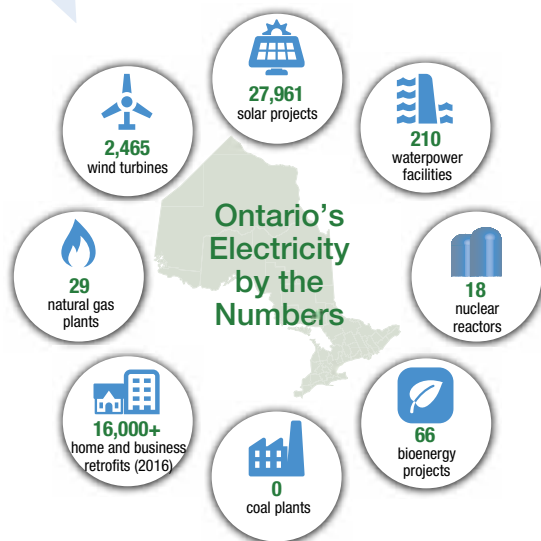 27,961
solar projects
2,465
wind turbines
210
waterpower
facilities
Ontario's
Electricity
by the
Numbers
29
natural gas
plants
18
nuclear
reactors
16,000+
home and business
retrofits (2016)
66
bioenergy
projects
0
coal plants